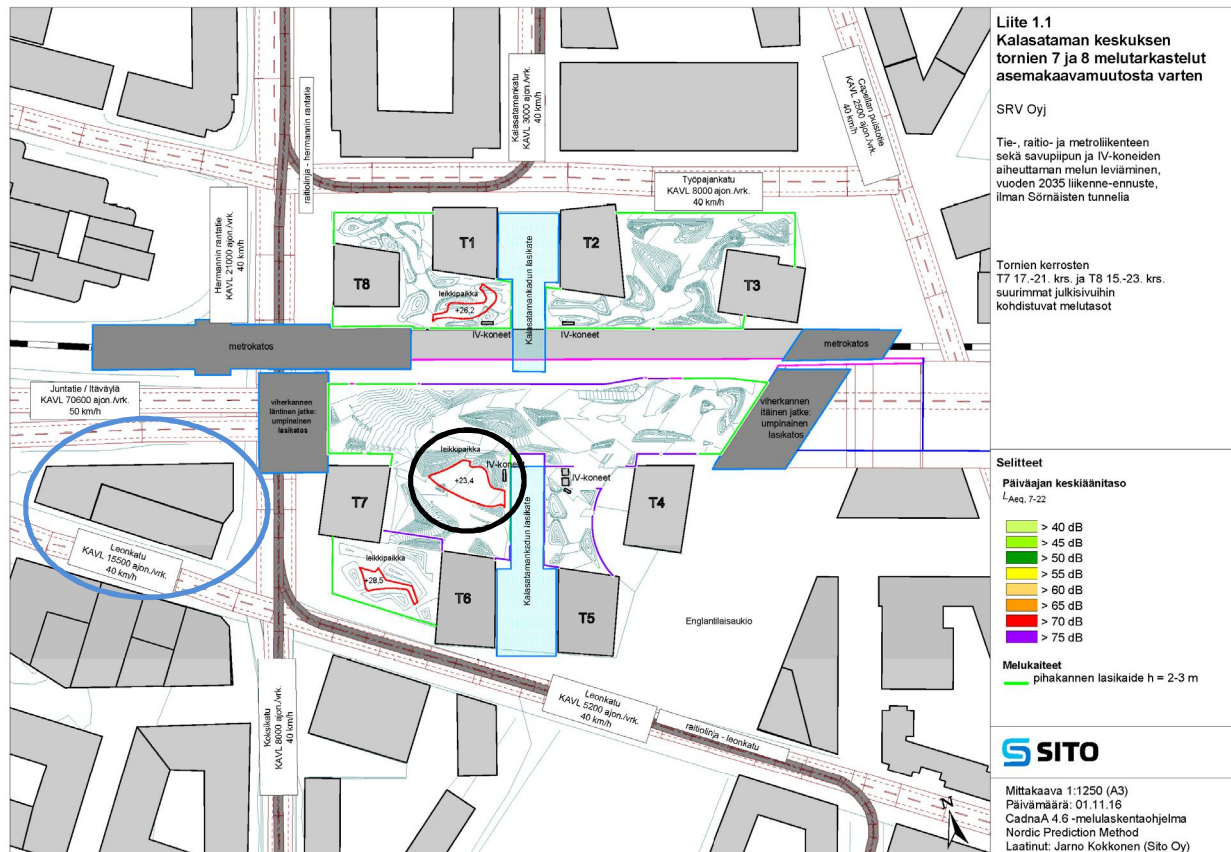 Liite 1.1
Kalasataman keskuksen
tornien 7 ja 8 melutarkastelut
asemakaavamuutosta varten
SRV Oyj
Tie-, raitio- ja metroliikenteen
sekä savupiipun ja IV-koneiden
aiheuttaman melun leviäminen,
vuoden 2035 liikenne-ennuste,
ilman Sörnäisten tunnelia
Tornien kerrosten
T7 17.-21. krs. ja T8 15.-23. krs.
suurimmat julkisivuihin
kohdistuvat melutasot
Selitteet
Päiväajan keskiäänitaso
LAeq, 7-22
> 40 dB
> 45 dB
> 50 dB
> 55 dB
> 60 dB
> 65 dB
> 70 dB
> 75 dB
Melukaiteet
pihakannen lasikaide h = 2-3 m
SITO
Mittakaava 1:1250 (A3)
Päivämäärä: 01.11.16
CadnaA 4.6 -melulaskentaohjelma
Nordic Prediction Method
Laatinut: Jarno Kokkonen (Sito Oy)
N
raitiolinja - hermannin rantatie
Kalasatamankatu
KAVL 3000 ajon./vrk.
40 km/h
Capellan puistotie
KAVL 2500 ajon./vrk.
40 km/h
Työpajankatu
KAVL 8000 ajon./vrk.
40 km/h
Hermannin rantatie
KAVL 21000 ajon./vrk.
40 km/h
T1
T2
T8
T3
Kalasatamankadun lasikate
leikkipaikka
+26,2
IV-koneet
IV-koneet
metrokatos
metrokatos
Juntatie / Itäväylä
KAVL 70600 ajon./vrk.
50 km/h
viherkannen
läntinen jatke:
umpinainen
lasikatos
viherkannen
itäinen jatke:
umpinainen
lasikatos
leikkipaikka
+23,4
IV-koneet
IV-koneet
T7
T4
Kalasatamankadun lasikate
Leonkatu
KAVL 15500 ajon./vrk.
40 km/h
leikkipaikka
+28,5
T6
T5
Englantilaisaukio
Koksikatu
KAVL 8000 ajon./vrk.
40 km/h
Leonkatu
KAVL 5200 ajon./vrk.
40 km/h
raitiolinja - leonkatu